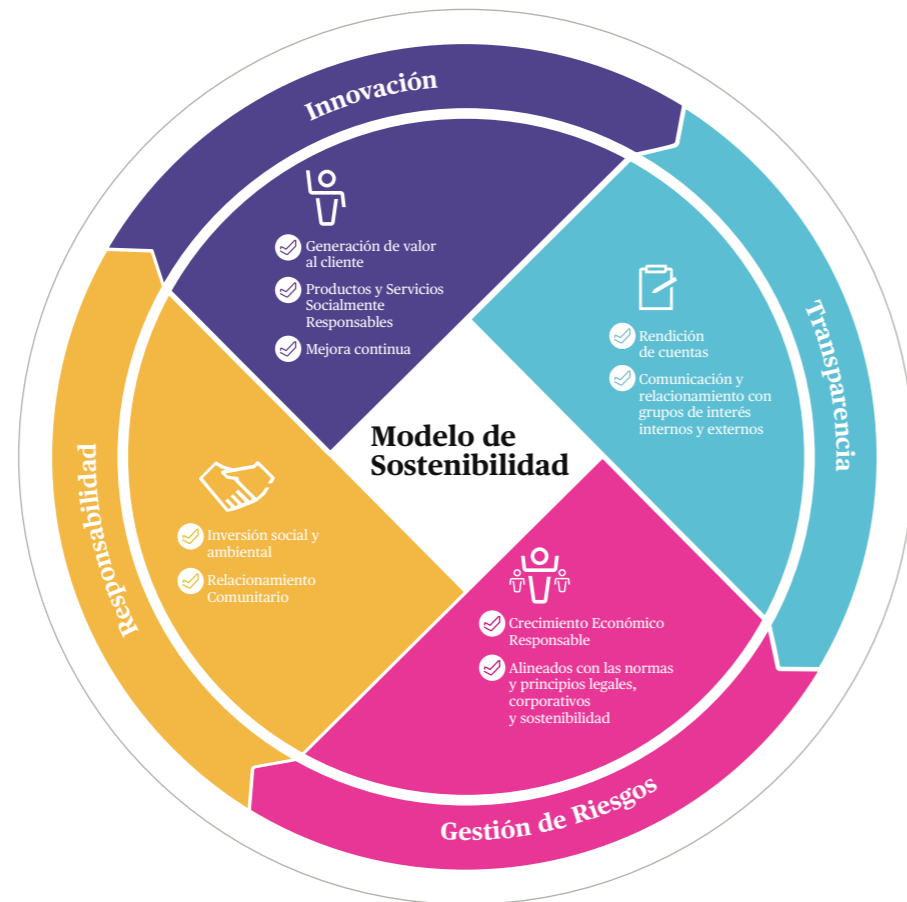 Innovación
Generación de valor
al cliente
Productos y Servicios
Socialmente
Responsables
Mejora continua
Transparencia
Rendición
de cuentas
Comunicación y
relacionamiento con
grupos de interés
internos y externos
Modelo de
Sostenibilidad
Responsabilidad
Inversión social y
ambiental
Relacionamiento
Comunitario
Crecimiento Económico
Responsable
Alineados con las normas
y principios legales,
corporativos
y sostenibilidad
Gestión de Riesgos